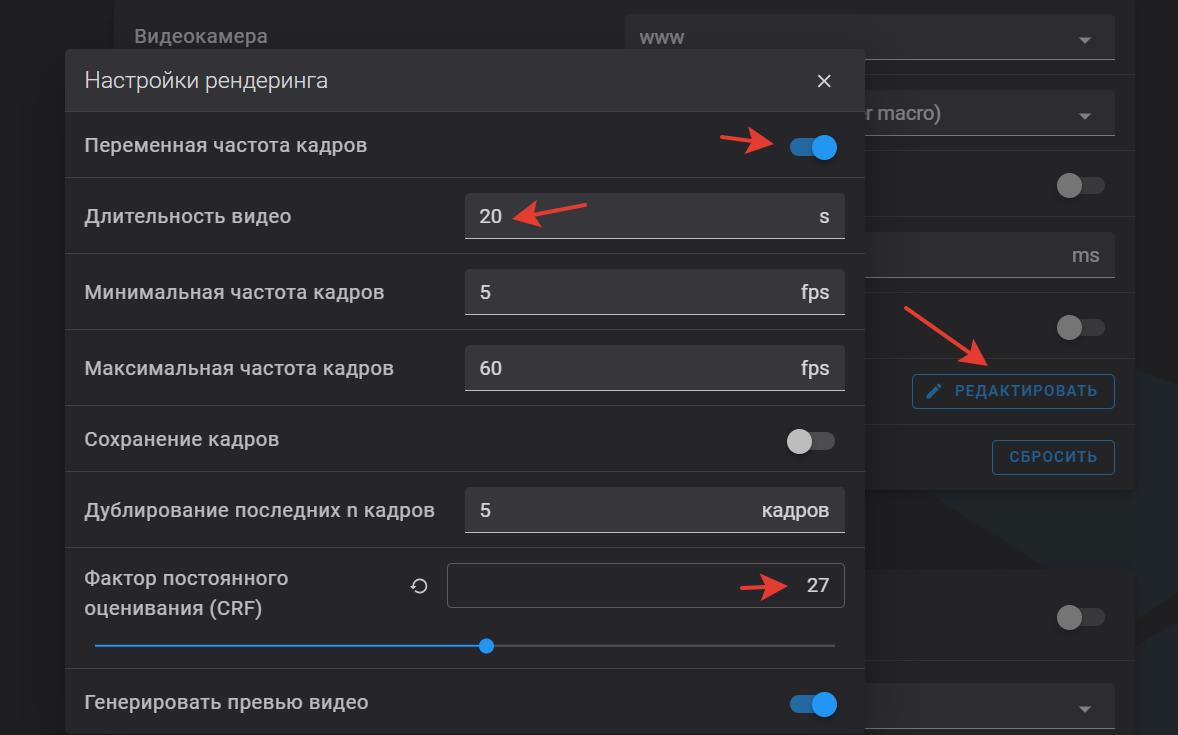 Видеокамера
www
Настройки рендеринга
r macro)
Переменная частота кадров
Длительность видео
20
s
ms
Минимальная частота кадров
5
fps
Максимальная частота кадров
60
fps
РЕДАКТИРОВАТЬ
Сохранение кадров
СБРОСИТЬ
Дублирование последних n кадров
5
кадров
Фактор постоянного
оценивания (CRF)
27
Генерировать превью видео